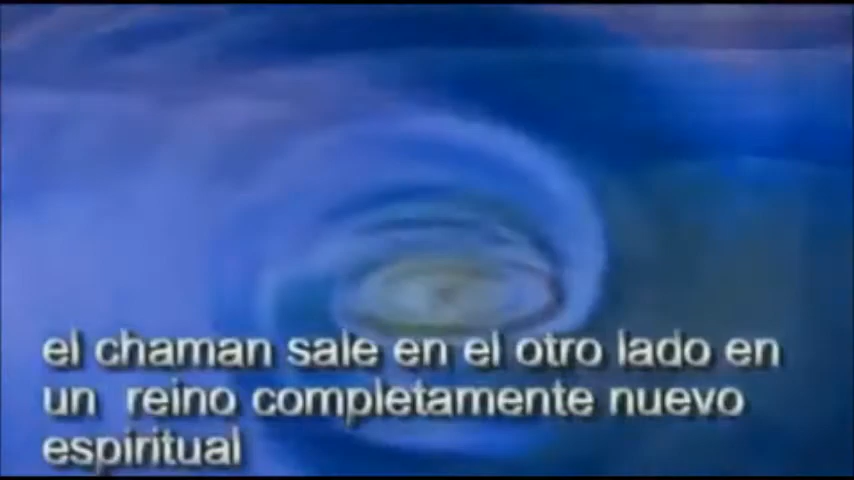 el chaman sale en el otro lado en
un  reino completamente nuevo
espiritual